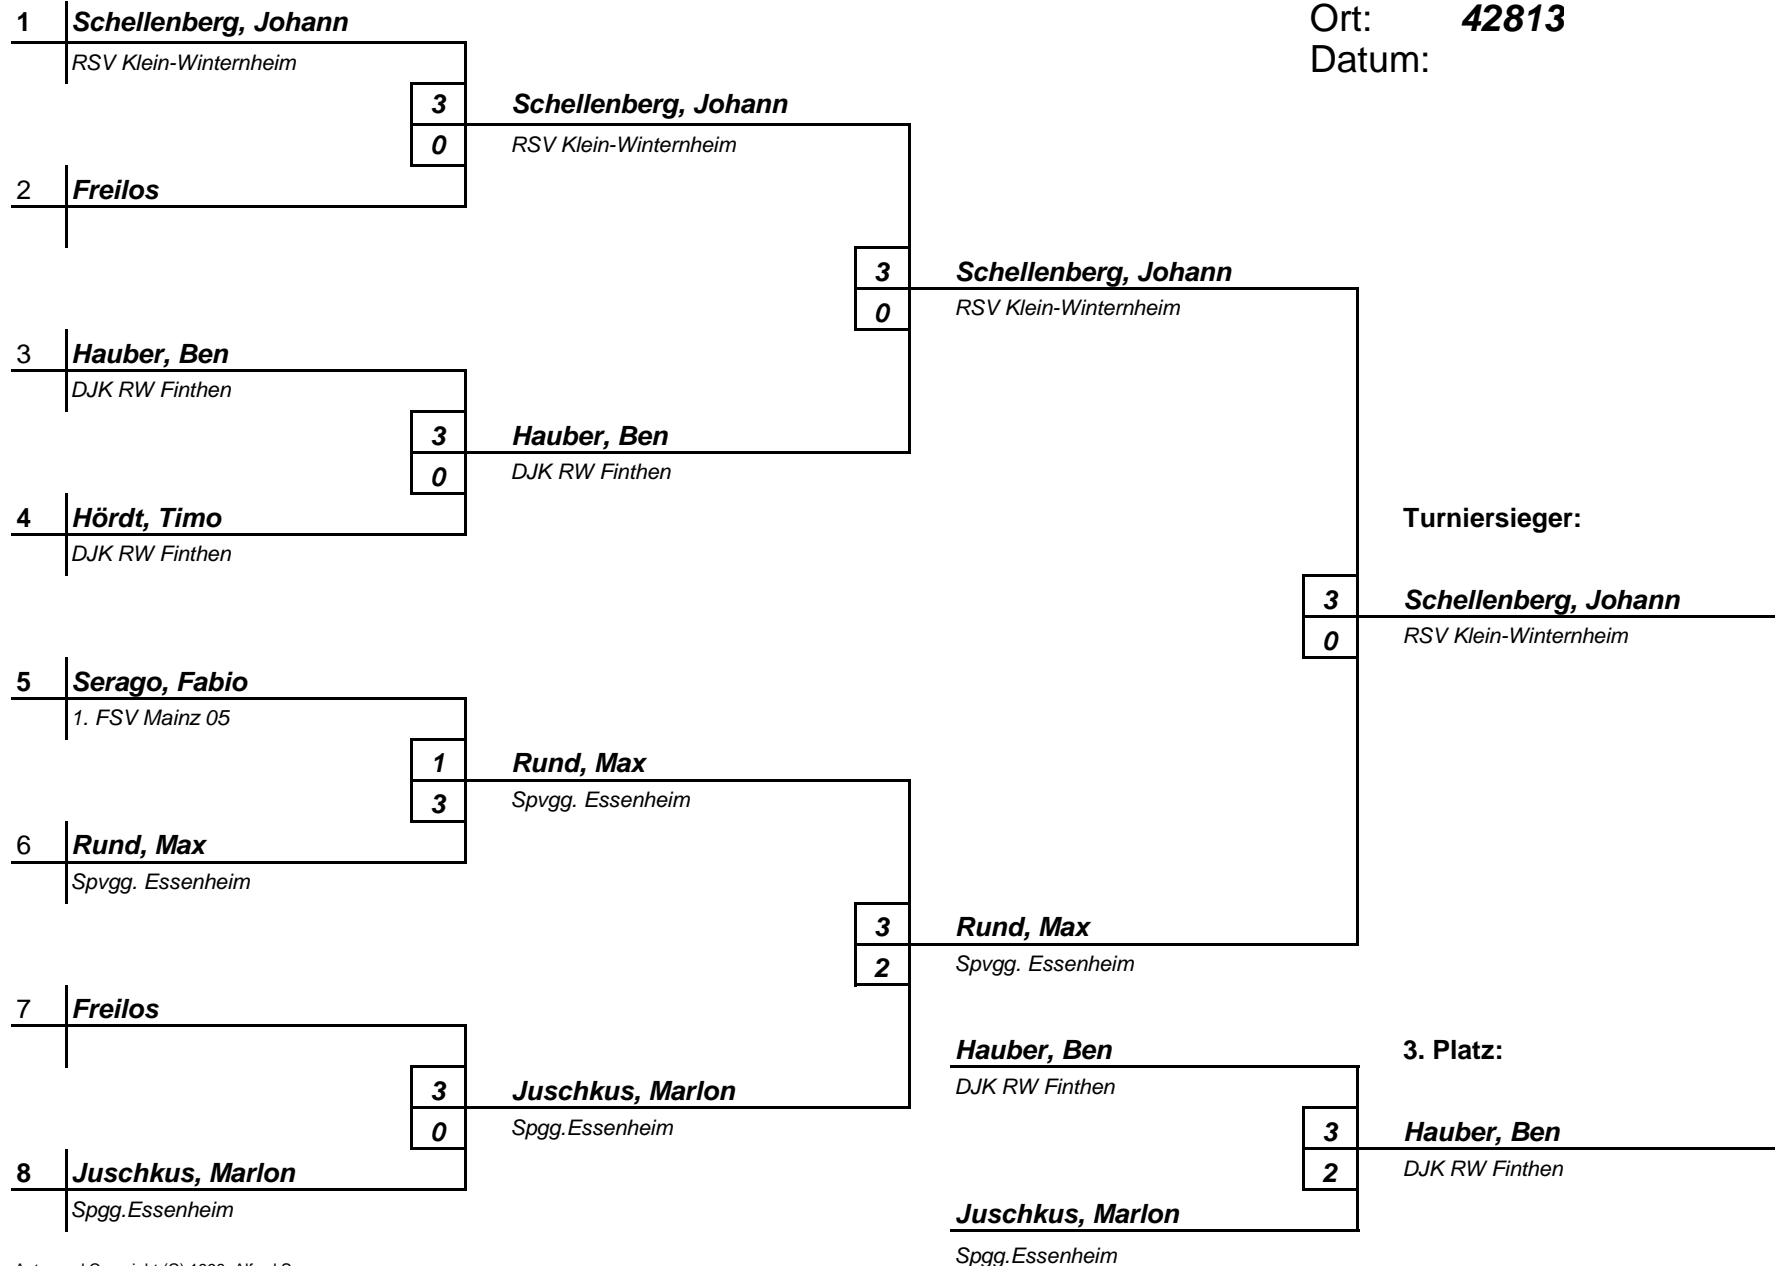 1 Schellenberg, Johann
RSV Klein-Winternheim
Ort: 42813
Datum:
3 Schellenberg, Johann
0 RSV Klein-Winternheim
2 Freilos
3 Schellenberg, Johann
0 RSV Klein-Winternheim
3 Hauber, Ben
DJK RW Finthen
3 Hauber, Ben
0 DJK RW Finthen
4 Hördt, Timo
DJK RW Finthen
Turniersieger:
3 Schellenberg, Johann
0 RSV Klein-Winternheim
5 Serago, Fabio
1. FSV Mainz 05
1 Rund, Max
3 Spvgg. Essenheim
6 Rund, Max
Spvgg. Essenheim
3 Rund, Max
2 Spvgg. Essenheim
7 Freilos
Hauber, Ben
DJK RW Finthen
3. Platz:
3 Juschkus, Marlon
0 Spgg.Essenheim
3 Hauber, Ben
2 DJK RW Finthen
8 Juschkus, Marlon
Spgg.Essenheim
Juschkus, Marlon
Spgg.Essenheim